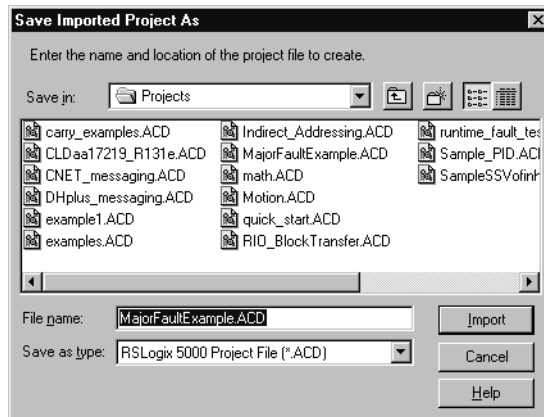 Save Imported Project As
Enter the name and location of the project file to create.
Save in:
Projects
carry_examples.ACD
CLDaa17219_R131e.ACD
CNET_messaging.ACD
DHplus_messaging.ACD
example1.ACD
examples.ACD
Indirect_Addressing.ACD
MajorFaultExample.ACD
math.ACD
Motion.ACD
quick_start.ACD
RIO_BlockTransfer.ACD
runtime_fault_tes
Sample_PID.ACI
SampleSSVofinh
File name:
MajorFaultExample.ACD
Import
Save as type:
RSLogix 5000 Project File (*.ACD)
Cancel
Help